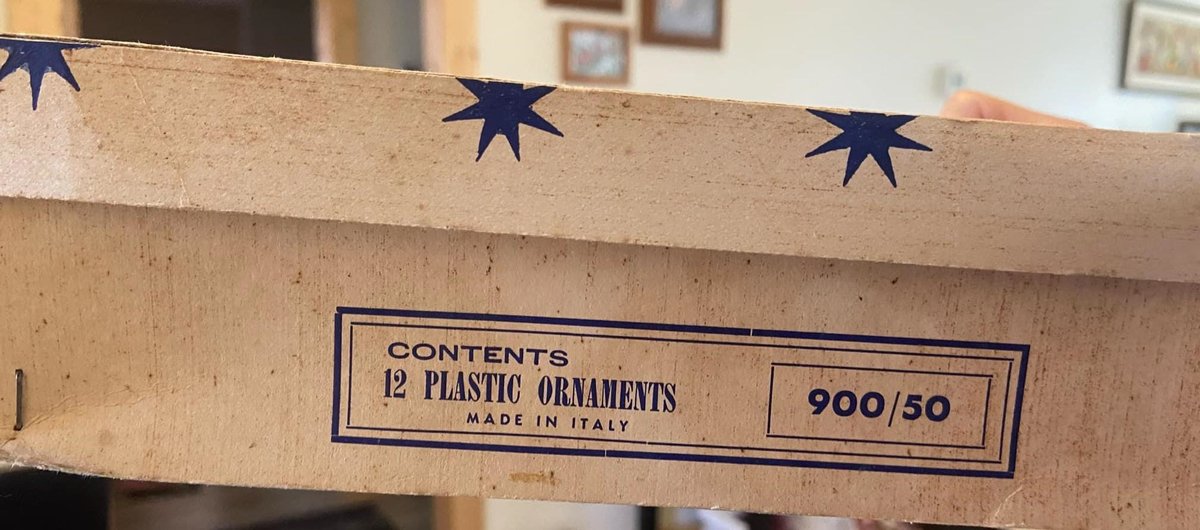 CONTENTS
12 PLASTIC ORNAMENTS
MADE IN ITALY
900/50